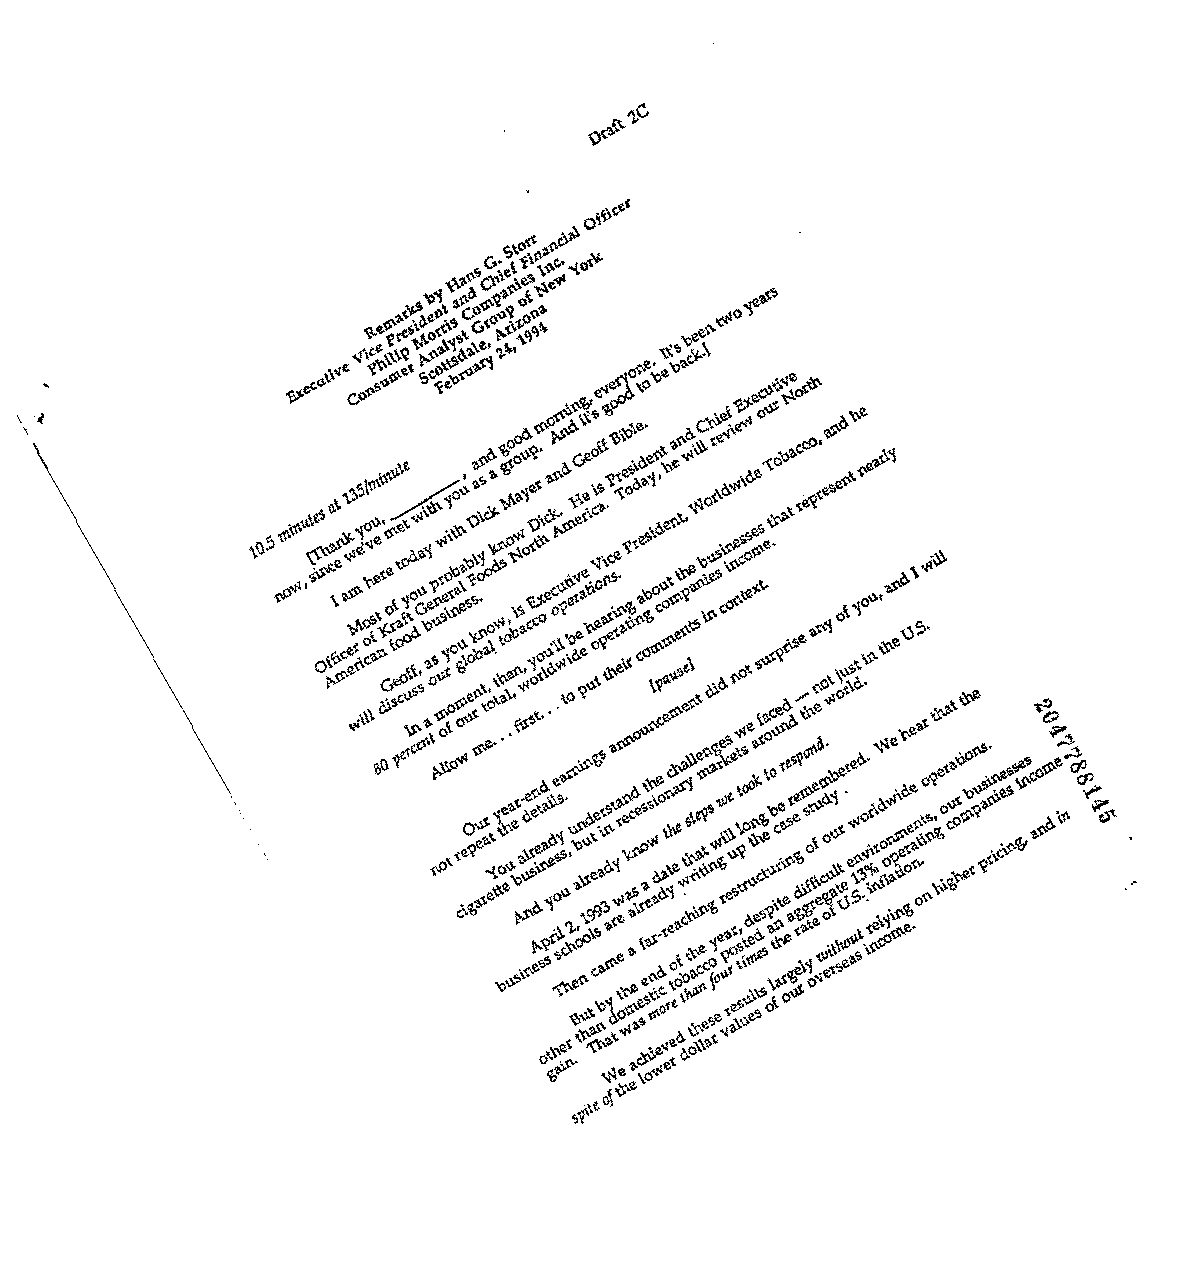 Draft 2C
Remarks by Hans G. Storr
Executive Vice President and Chief Financial Officer
Philip Morris Companies Inc.
Consumer Analyst Group of New York
Scottsdale, Arizona
February 24, 1994
10.5 minutes at 135/minute
[Thank you, __________, and good morning, everyone. It's been two years
now, since we've met with you as a group. And it's good to be back.]
I am here today with Dick Mayer and Geoff Bible.
Most of you probably know Dick. He is President and Chief Executive
Officer of Kraft General Foods North America. Today, he will review our North
American food business.
Geoff, as you know, is Executive Vice President, Worldwide Tobacco, and he
will discuss our global tobacco operations.
In a moment, then, you'll be hearing about the businesses that represent nearly
80 percent of our total, worldwide operating companies income.
Allow me. . . first. . . to put their comments in context.
[pause]
Our year-end earnings announcement did not surprise any of you, and I will
not repeat the details.
You already understand the challenges we faced — not just in the U.S.
cigarette business, but in recessionary markets around the world.
And you already know the steps we took to respond.
April 2, 1993 was a date that will long be remembered. We hear that the
business schools are already writing up the case study .
Then came a far-reaching restructuring of our worldwide operations.
But by the end of the year, despite difficult environments, our businesses
other than domestic tobacco posted an aggregate 13% operating companies income
gain. That was more than four times the rate of U.S. inflation.
We achieved these results largely without relying on higher pricing, and in
spite of the lower dollar values of our overseas income.
2047788145